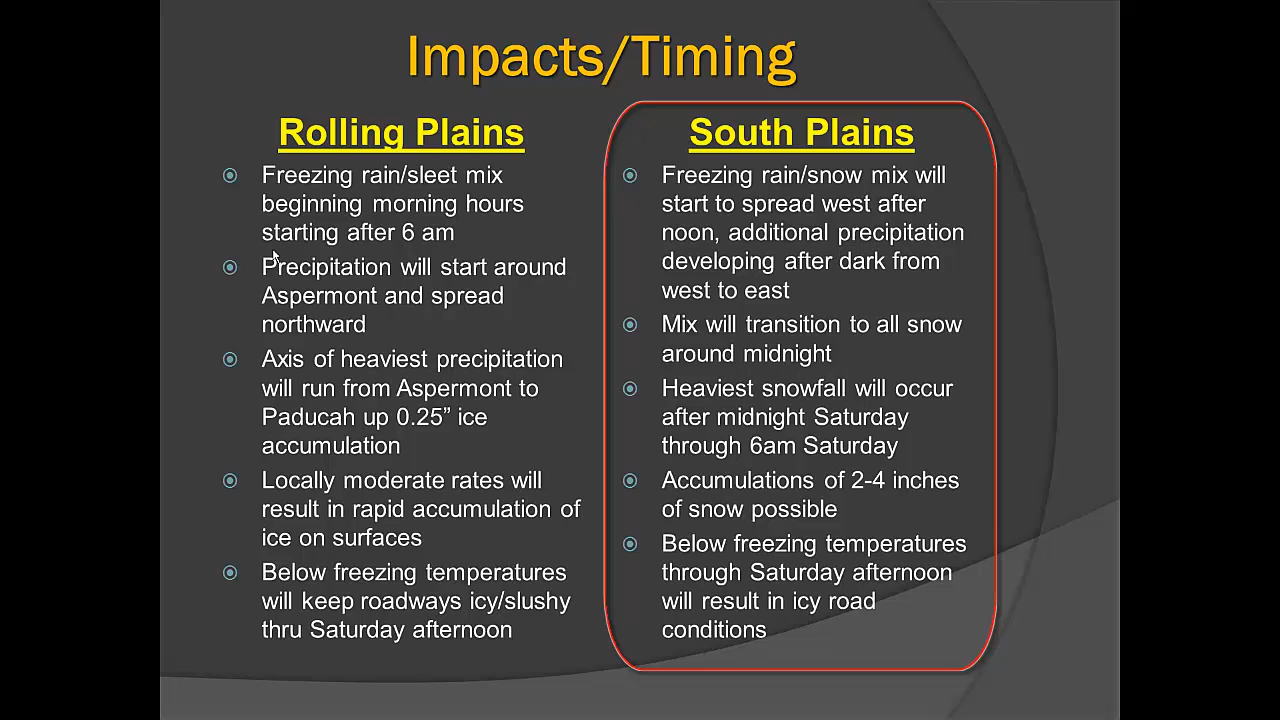 Impacts/Timing
Rolling Plains
Freezing rain/sleet mix
beginning morning hours
starting after 6 am
Precipitation will start around
Aspermont and spread
northward
Axis of heaviest precipitation
will run from Aspermont to
Paducah up 0.25” ice
accumulation
Locally moderate rates will
result in rapid accumulation of
ice on surfaces
Below freezing temperatures
will keep roadways icy/slushy
thru Saturday afternoon
South Plains
Freezing rain/snow mix will
start to spread west after
noon, additional precipitation
developing after dark from
west to east
Mix will transition to all snow
around midnight
Heaviest snowfall will occur
after midnight Saturday
through 6am Saturday
Accumulations of 2-4 inches
of snow possible
Below freezing temperatures
through Saturday afternoon
will result in icy road
conditions